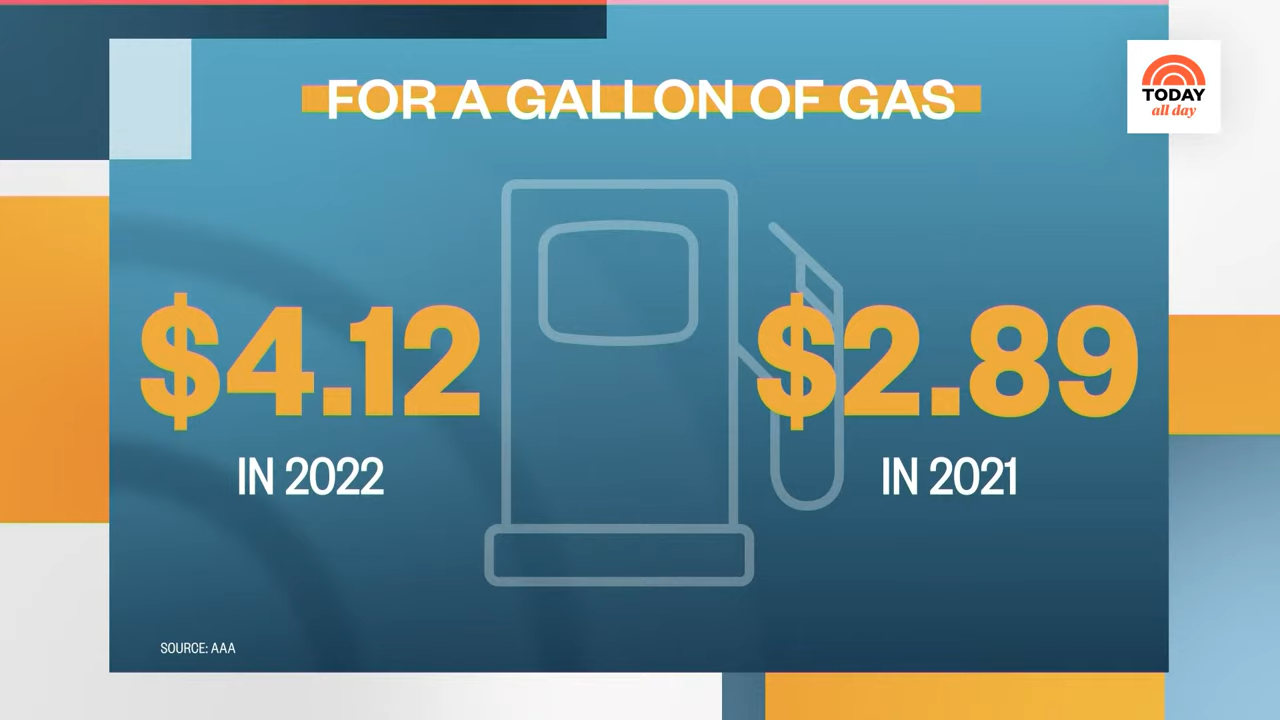 FOR A GALLON OF GAS
TODAY
all day
$4.12
IN 2022
$2.89
IN 2021
SOURCE: AAA